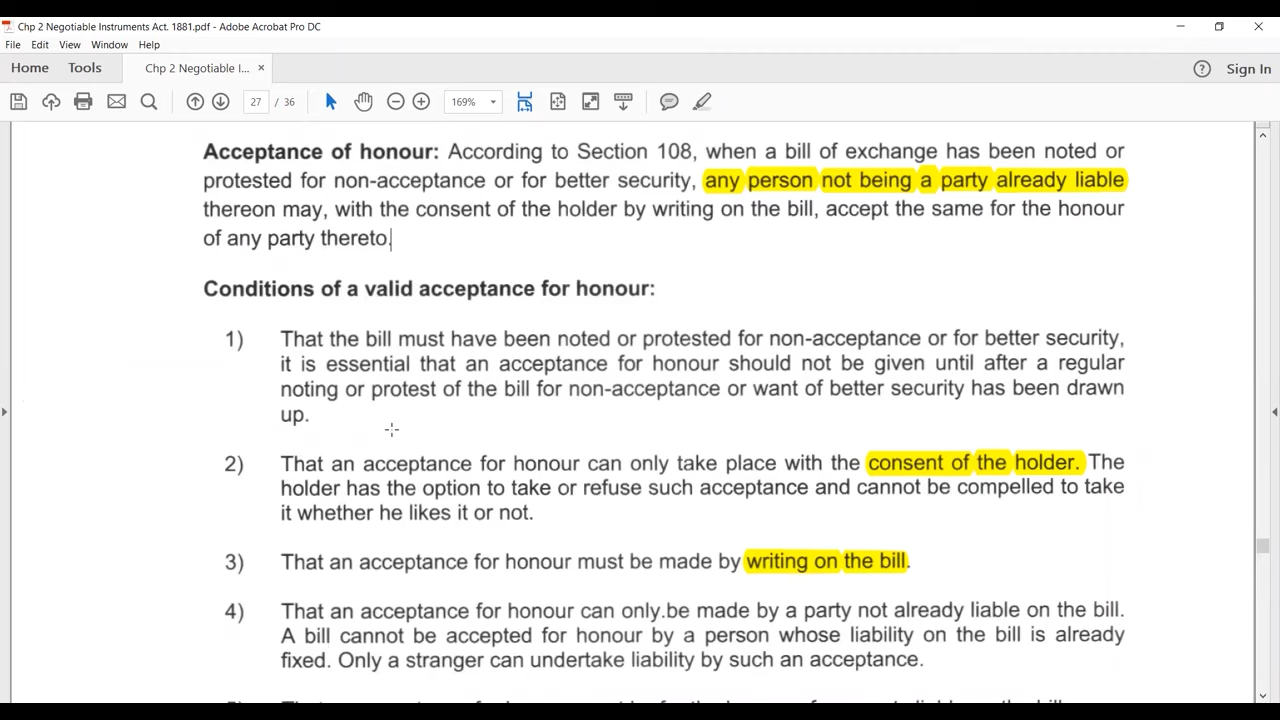 Chp 2 Negotiable Instruments Act. 1881.pdf - Adobe Acrobat Pro DC
File Edit View Window Help
Home Tools Chp 2 Negotiable I... × Sign In
27 / 36 169%
Acceptance of honour: According to Section 108, when a bill of exchange has been noted or
protested for non-acceptance or for better security, any person not being a party already liable
thereon may, with the consent of the holder by writing on the bill, accept the same for the honour
of any party thereto.
Conditions of a valid acceptance for honour:
1) That the bill must have been noted or protested for non-acceptance or for better security,
it is essential that an acceptance for honour should not be given until after a regular
noting or protest of the bill for non-acceptance or want of better security has been drawn
up.
2) That an acceptance for honour can only take place with the consent of the holder. The
holder has the option to take or refuse such acceptance and cannot be compelled to take
it whether he likes it or not.
3) That an acceptance for honour must be made by writing on the bill.
4) That an acceptance for honour can only.be made by a party not already liable on the bill.
A bill cannot be accepted for honour by a person whose liability on the bill is already
fixed. Only a stranger can undertake liability by such an acceptance.